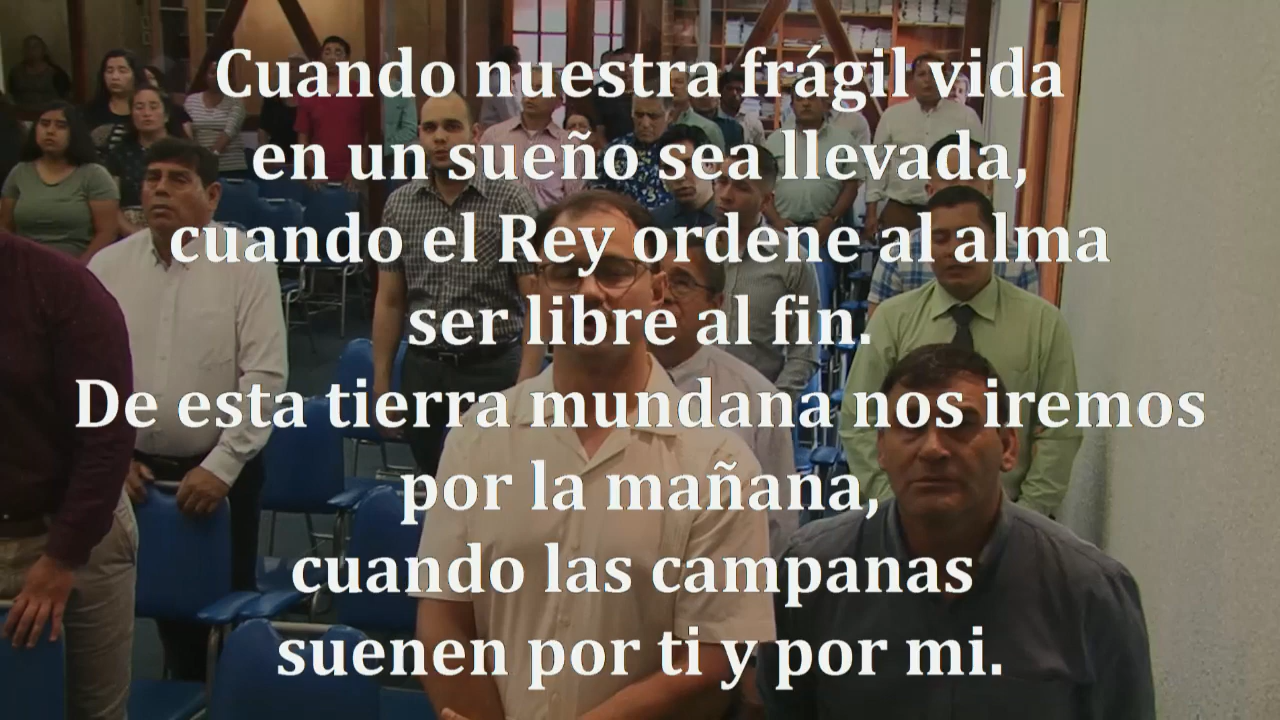 Cuando nuestra frágil vida
en un sueño sea llevada,
cuando el Rey ordene al alma
ser libre al fin.
De esta tierra mundana nos iremos
por la mañana,
cuando las campanas
suenen por ti y por mi.